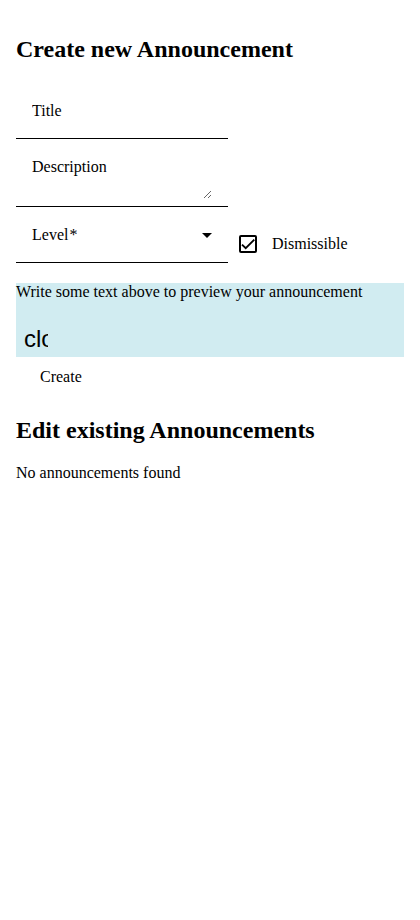 Create new Announcement
Title
Description
Level*
Dismissible
Write some text above to preview your announcement
clc
Create
Edit existing Announcements
No announcements found